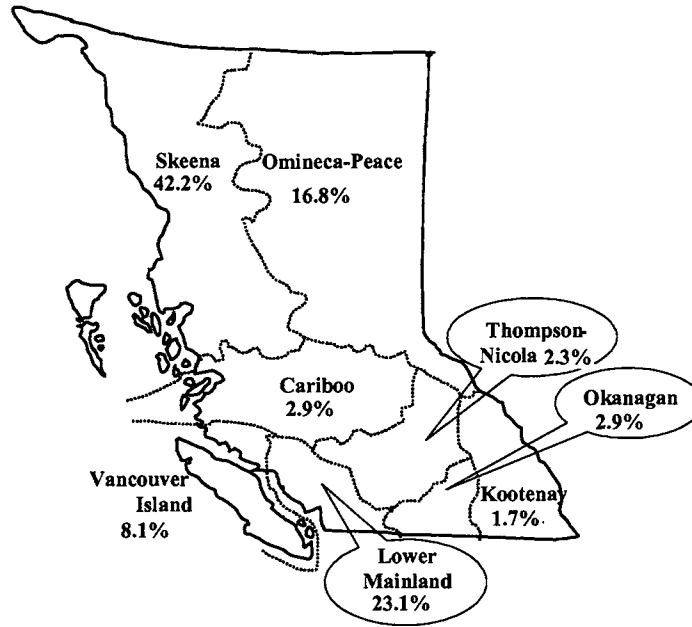 Skeena
42.2%
Omineca-Peace
16.8%
Thompson-
Nicola 2.3%
Cariboo
2.9%
Okanagan
2.9%
Vancouver
Island
8.1%
Kootenay
1.7%
Lower
Mainland
23.1%